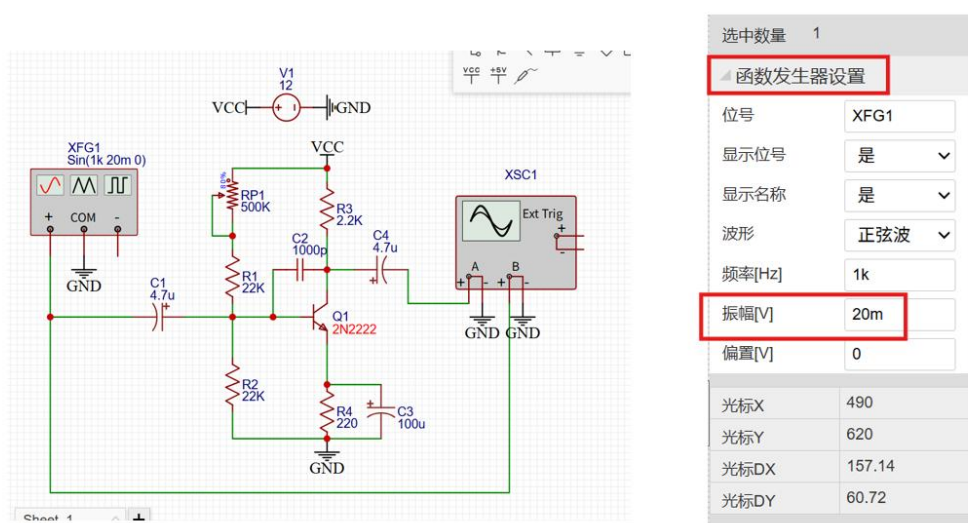 VCC
+5V
V1
12
VCC
GND
XFG1
Sin(1k 20m 0)
+ COM -
GND
VCC
RP1
500K
R3
2.2K
C2
1000p
C4
4.7u
R1
22K
C1
4.7u
+
Q1
2N2222
R2
22K
R4
220
+
C3
100u
GND
XSC1
Ext Trig
+
-
A B
+ - + -
GND GND
Sheet_1
+
选中数量 1
函数发生器设置
位号 XFG1
显示位号 是
显示名称 是
波形 正弦波
频率[Hz] 1k
振幅[V] 20m
偏置[V] 0
光标X 490
光标Y 620
光标DX 157.14
光标DY 60.72